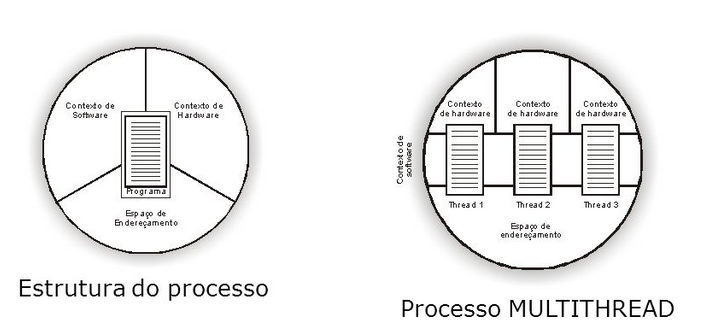 Contexto de
Software
Contexto de
Hardware
Programa
Espaço de
Endereçamento
Estrutura do processo
Contexto de
software
Contexto
de hardware
Contexto
de hardware
Contexto
de hardware
Thread 1
Thread 2
Thread 3
Espaço de
endereçamento
Processo MULTITHREAD